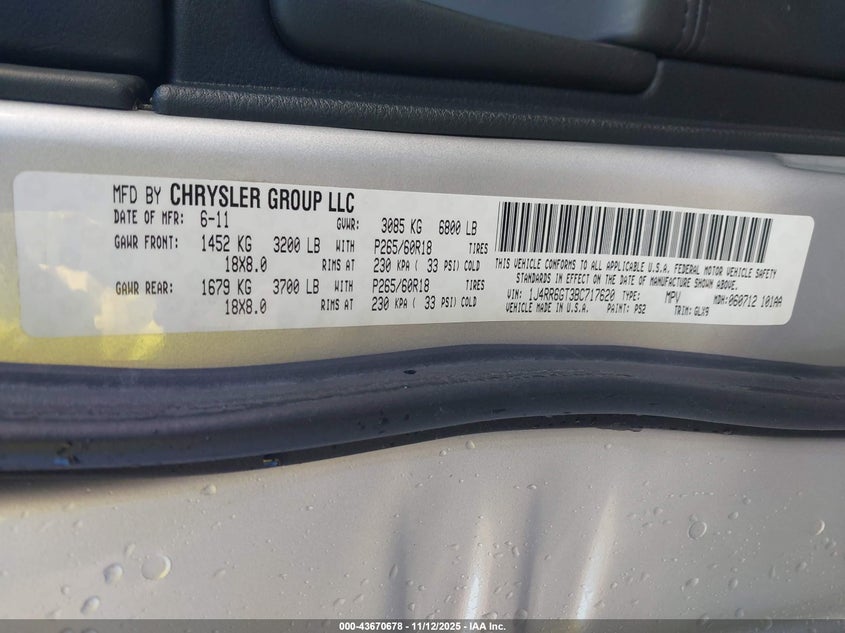 MFD BY CHRYSLER GROUP LLC
DATE OF MFR: 6-11 GVWR: 3085 KG 6800 LB
GAWR FRONT: 1452 KG 3200 LB WITH P265/60R18 TIRES
18X8.0 RIMS AT 230 KPA ( 33 PSI) COLD
GAWR REAR: 1679 KG 3700 LB WITH P265/60R18 TIRES
18X8.0 RIMS AT 230 KPA ( 33 PSI) COLD
THIS VEHICLE CONFORMS TO ALL APPLICABLE U.S.A. FEDERAL MOTOR VEHICLE SAFETY
STANDARDS IN EFFECT ON THE DATE OF MANUFACTURE SHOWN ABOVE.
VIN: 1J4RR6GT3BC717620 TYPE: MPV MDH: 060712 101AA
VEHICLE MADE IN U.S.A. PAINT: PS2 TRIM: GLX9
000-43670678 - 11/12/2025 - IAA Inc.